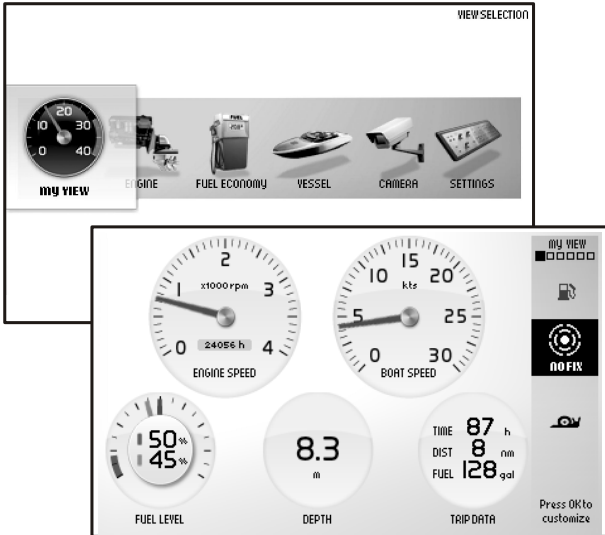 VIEW SELECTION
20
10 30
0 40
my VIEW
ENGINE
FUEL ECONOMY
VESSEL
CAMERA
SETTINGS
my VIEW
2
x1000 rpm
1 3
24056 h
0 4
ENGINE SPEED
15
10 20
kts
5 25
0 30
BOAT SPEED
NO FIX
50 %
45 %
FUEL LEVEL
8.3
m
DEPTH
TIME 87 h
DIST 8 nm
FUEL 128 gal
TRIP DATA
Press OK to
customize